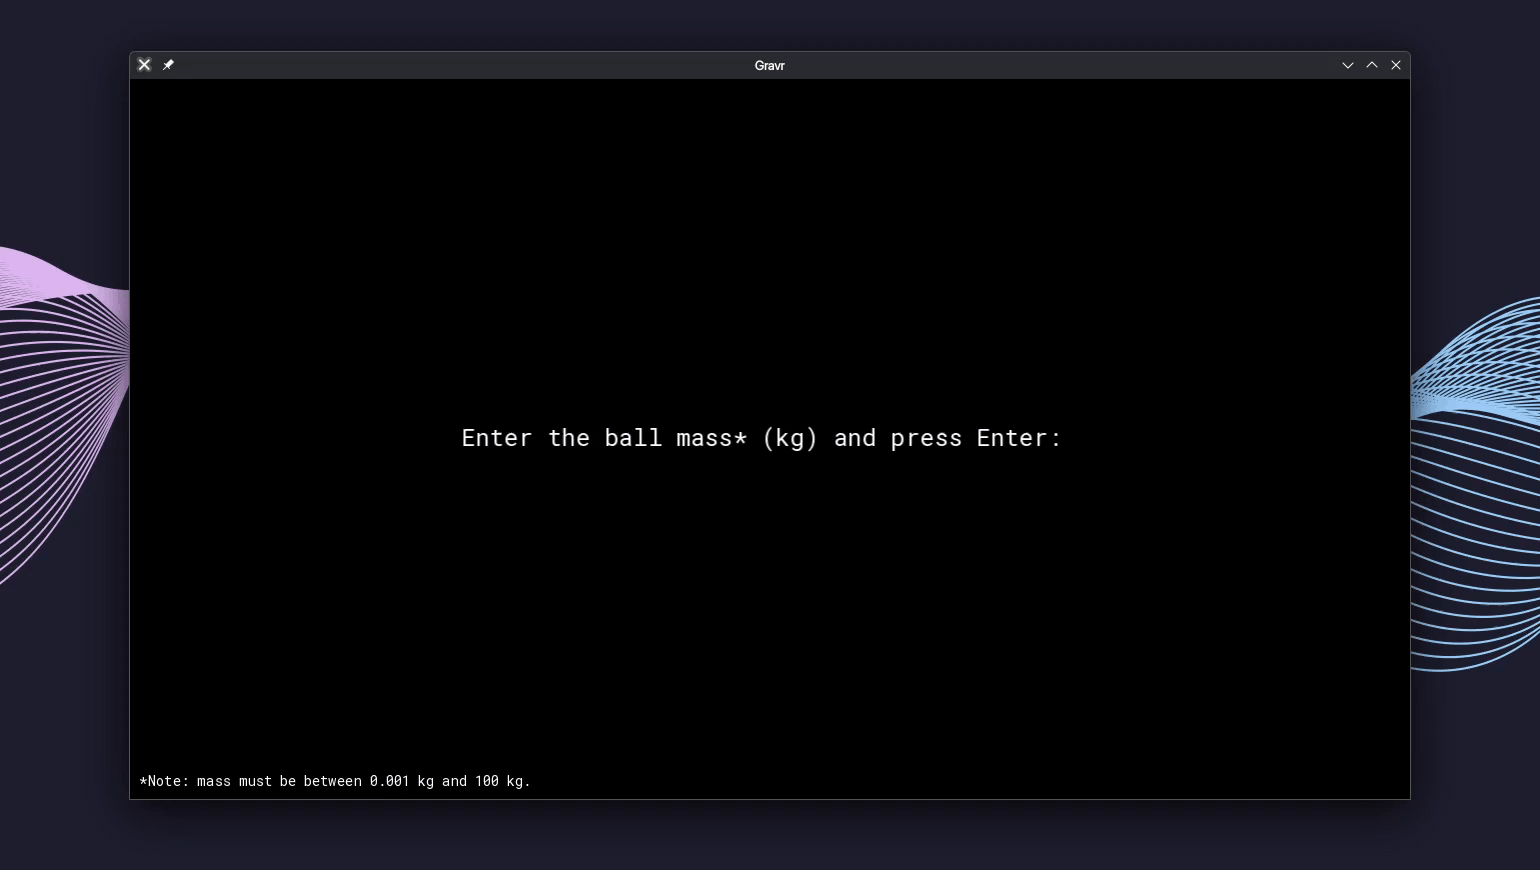 Gravr
Enter the ball mass* (kg) and press Enter:
*Note: mass must be between 0.001 kg and 100 kg.